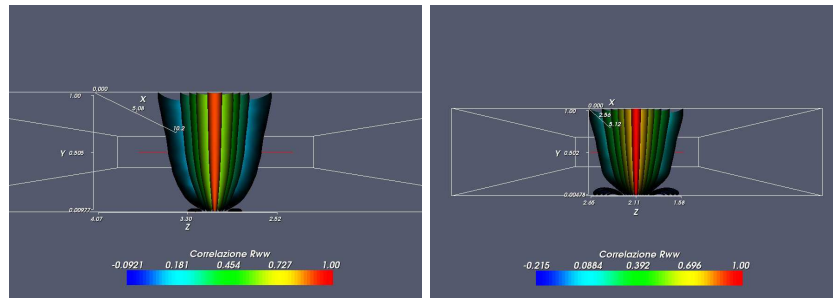 0.000
1.00
X
5.08
10.2
Y
0.505
0.00977
4.07
3.30
2.52
Z
Correlazione Rww
-0.0921 0.181 0.454 0.727 1.00
0.000
1.00
X
2.56
5.12
Y
0.502
0.00478
2.66
2.11
1.56
Z
Correlazione Rww
-0.215 0.0884 0.392 0.696 1.00